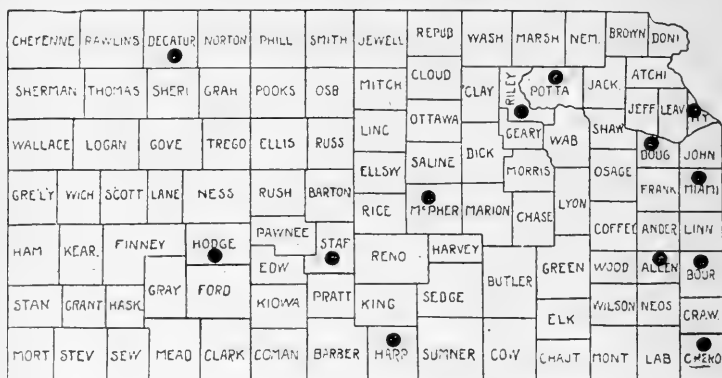 CHEYENNE RAWLINS DECATUR NORTON PHILL SMITH JEWELL REPUB WASH MARSH NEM. BROWN DONI
SHERMAN THOMAS SHERI GRAH POOKS OSB MITCH CLOUD CLAY RILEY POTTA JACK. ATCHI
JEFF LEAV
OTTAWA
WALLACE LOGAN GOVE TREGO ELLIS RUSS LINC SALINE DICK GEARY WAB SHAW DOUG JOHN
ELLSW MORRIS OSAGE
GRE'LY WICH SCOTT LANE NESS RUSH BARTON RICE McPHER MARION CHASE LYON FRANK MIAMI
HAM KEAR. FINNEY HODGE PAWNEE STAF RENO HARVEY COFFEY ANDER LINN
EDW
GRAY FORD BUTLER GREEN WOOD ALLEN BOUR
STAN GRANT HASK KIOWA PRATT KING SEDGE ELK WILSON NEOS CRAW.
MORT STEV SEW MEAD CLARK COMAN BARBER HARP SUMNER COW CHAJT MONT LAB CHERO